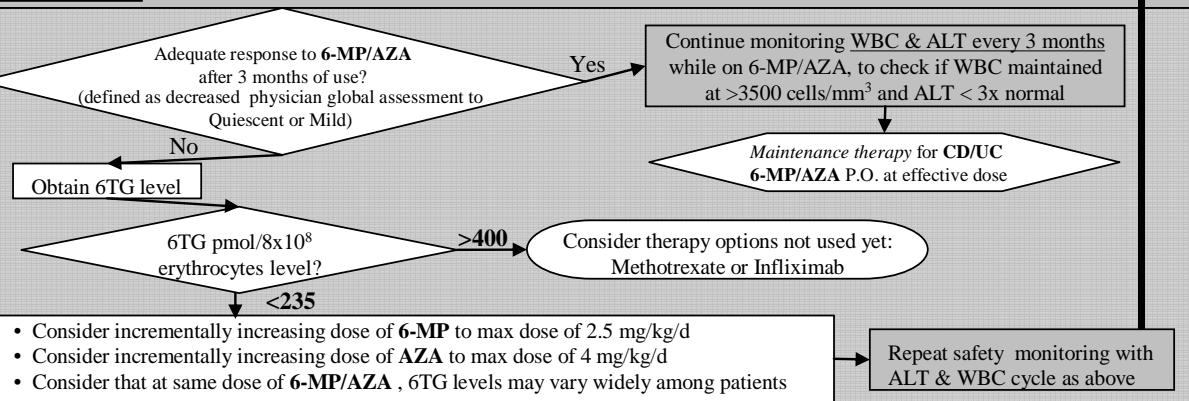 Adequate response to 6-MP/AZA
after 3 months of use?
(defined as decreased physician global assessment to
Quiescent or Mild)
Yes
Continue monitoring WBC & ALT every 3 months
while on 6-MP/AZA, to check if WBC maintained
at >3500 cells/mm³ and ALT < 3x normal
Maintenance therapy for CD/UC
6-MP/AZA P.O. at effective dose
No
Obtain 6TG level
6TG pmol/8x10⁸
erythrocytes level?
>400
Consider therapy options not used yet:
Methotrexate or Infliximab
<235
• Consider incrementally increasing dose of 6-MP to max dose of 2.5 mg/kg/d
• Consider incrementally increasing dose of AZA to max dose of 4 mg/kg/d
• Consider that at same dose of 6-MP/AZA , 6TG levels may vary widely among patients
Repeat safety monitoring with
ALT & WBC cycle as above